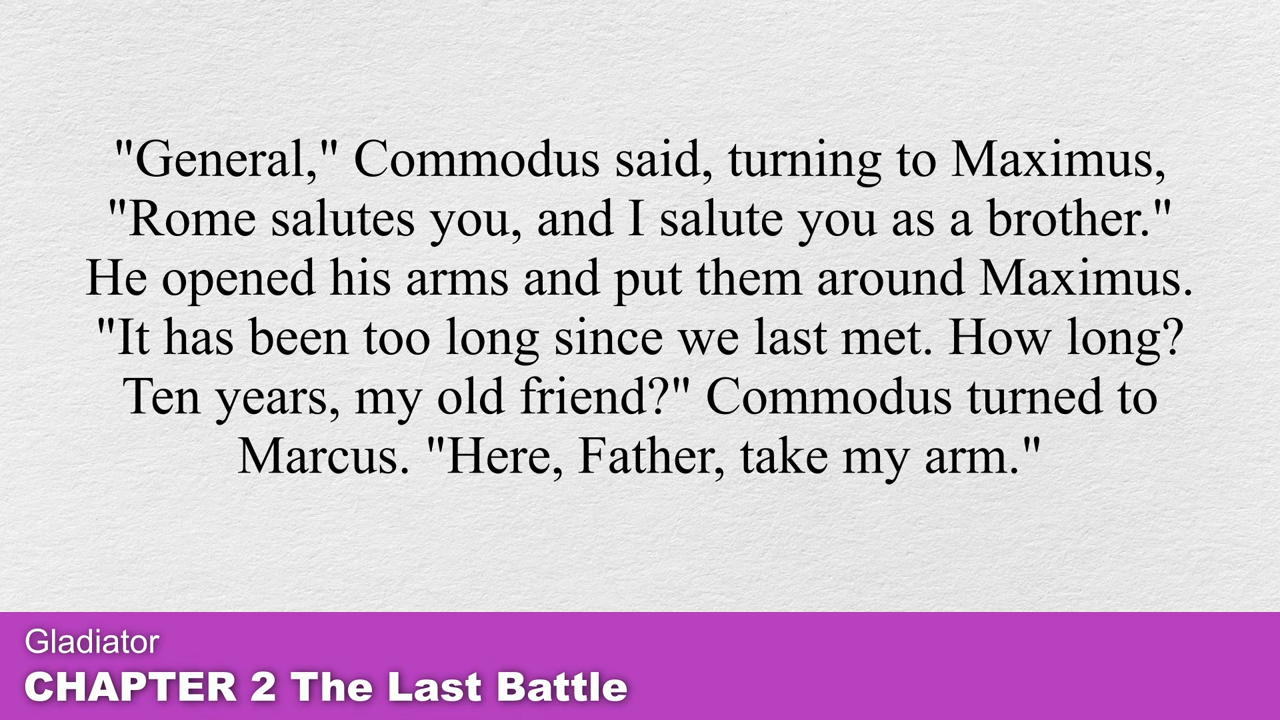 "General," Commodus said, turning to Maximus,
"Rome salutes you, and I salute you as a brother."
He opened his arms and put them around Maximus.
"It has been too long since we last met. How long?
Ten years, my old friend?" Commodus turned to
Marcus. "Here, Father, take my arm."
Gladiator
CHAPTER 2 The Last Battle